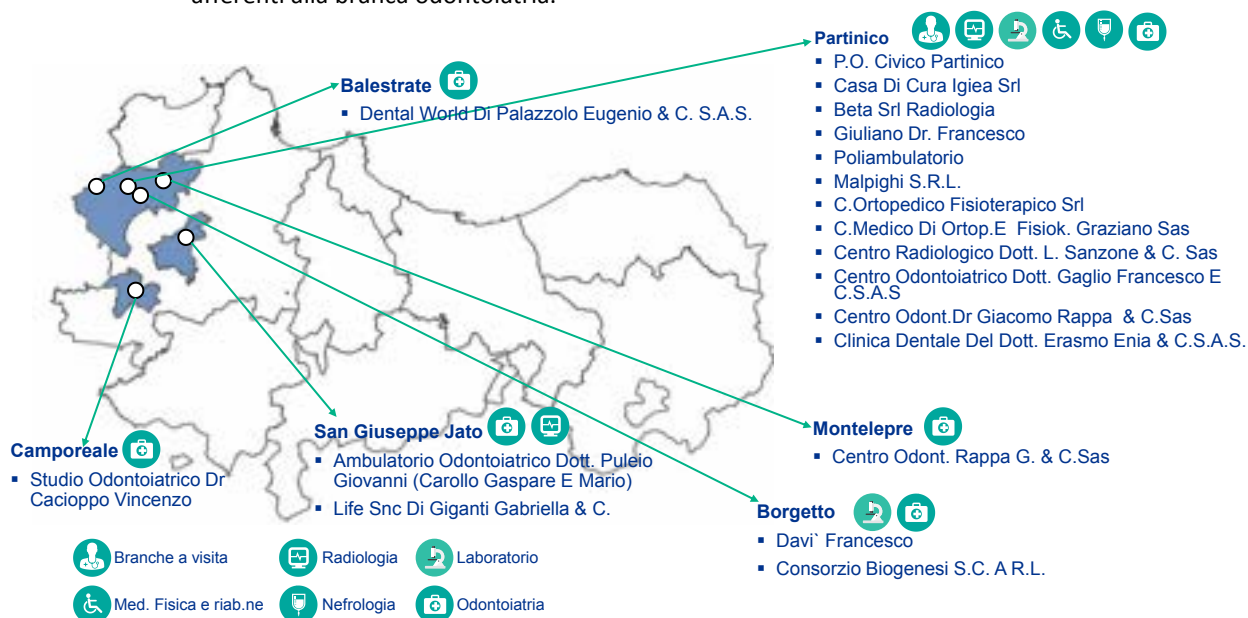 afferenti alla branca odontoiatria.
Partinico
▪ P.O. Civico Partinico
▪ Casa Di Cura Igiea Srl
▪ Beta Srl Radiologia
▪ Giuliano Dr. Francesco
▪ Poliambulatorio
▪ Malpighi S.R.L.
▪ C.Ortopedico Fisioterapico Srl
▪ C.Medico Di Ortop.E Fisiok. Graziano Sas
▪ Centro Radiologico Dott. L. Sanzone & C. Sas
▪ Centro Odontoiatrico Dott. Gaglio Francesco E
C.S.A.S
▪ Centro Odont.Dr Giacomo Rappa & C.Sas
▪ Clinica Dentale Del Dott. Erasmo Enia & C.S.A.S.
Balestrate
▪ Dental World Di Palazzolo Eugenio & C. S.A.S.
Camporeale
▪ Studio Odontoiatrico Dr
Cacioppo Vincenzo
San Giuseppe Jato
▪ Ambulatorio Odontoiatrico Dott. Puleio
Giovanni (Carollo Gaspare E Mario)
▪ Life Snc Di Giganti Gabriella & C.
Montelepre
▪ Centro Odont. Rappa G. & C.Sas
Borgetto
▪ Davi` Francesco
▪ Consorzio Biogenesi S.C. A R.L.
Branche a visita
Radiologia
Laboratorio
Med. Fisica e riab.ne
Nefrologia
Odontoiatria